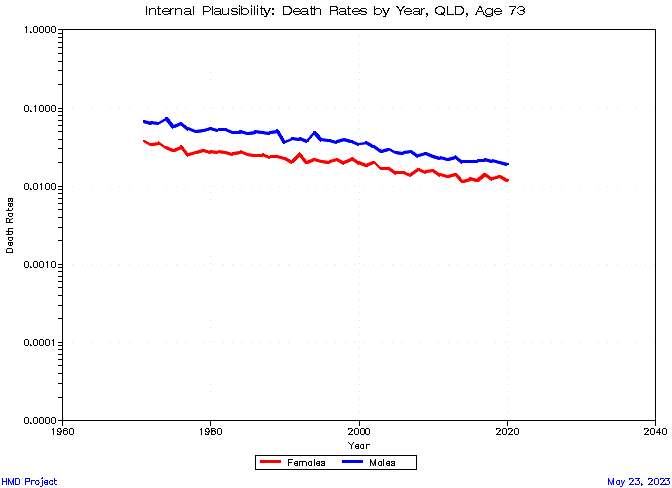 Internal Plausibility: Death Rates by Year, QLD, Age 73
1.0000
0.1000
0.0100
0.0010
0.0001
0.0000
Death Rates
1960
1980
2000
2020
2040
Year
Females
Males
HMD Project
May 23, 2023